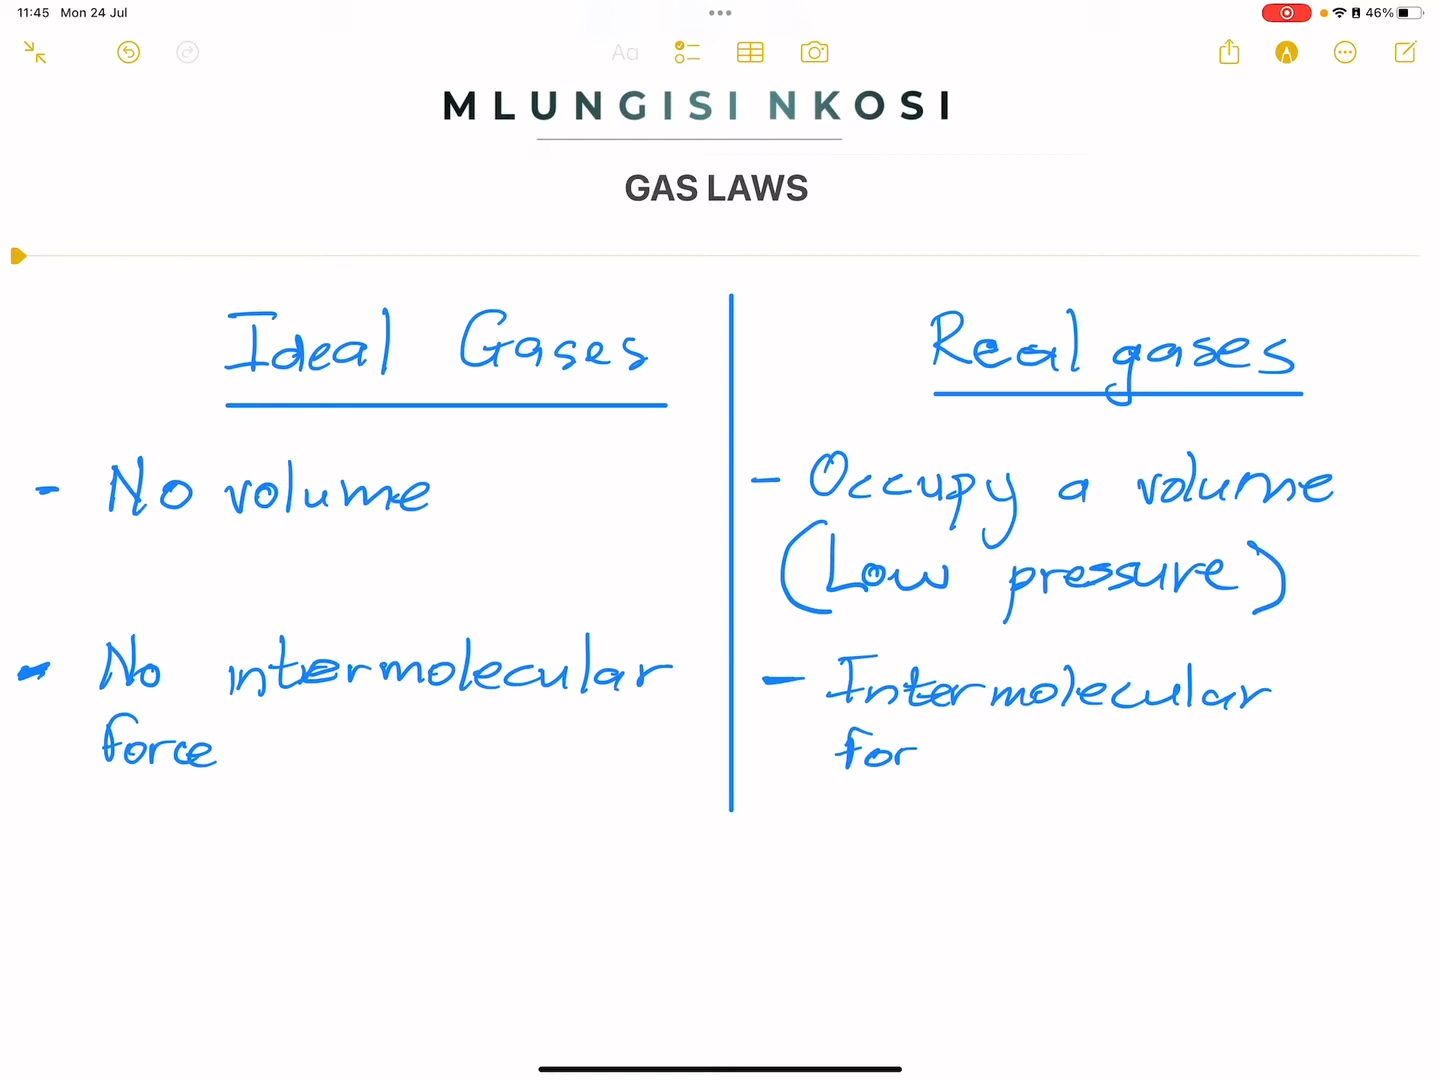 11:45 Mon 24 Jul
46%
Aa
MLUNGISI NKOSI
GAS LAWS
Ideal Gases
- No volume
- No intermolecular
force
Real gases
- Occupy a volume
(Low pressure)
- Intermolecular
for